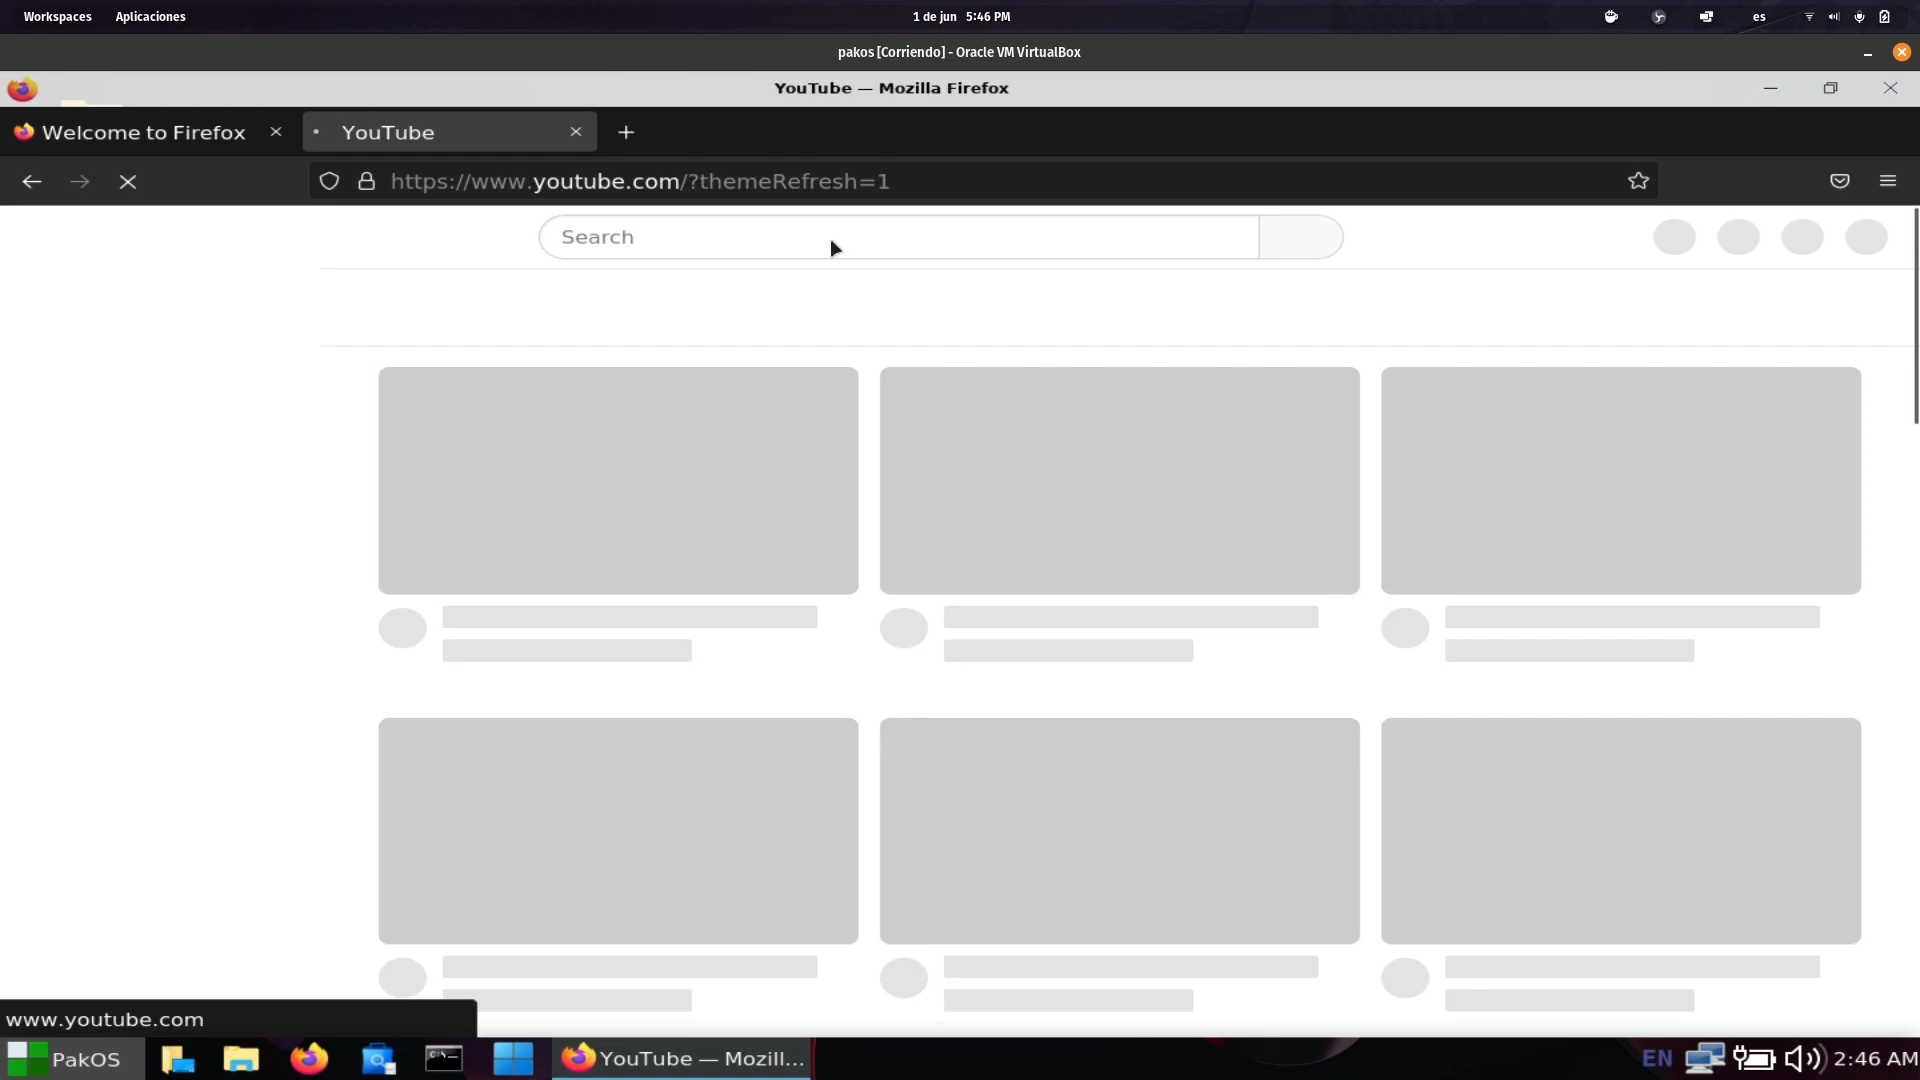 Workspaces Aplicaciones 1 de jun 5:46 PM es
pakos [Corriendo] - Oracle VM VirtualBox
YouTube — Mozilla Firefox
Welcome to Firefox YouTube
https://www.youtube.com/?themeRefresh=1
Search
www.youtube.com
PakOS C:\ YouTube — Mozill... EN 2:46 AM